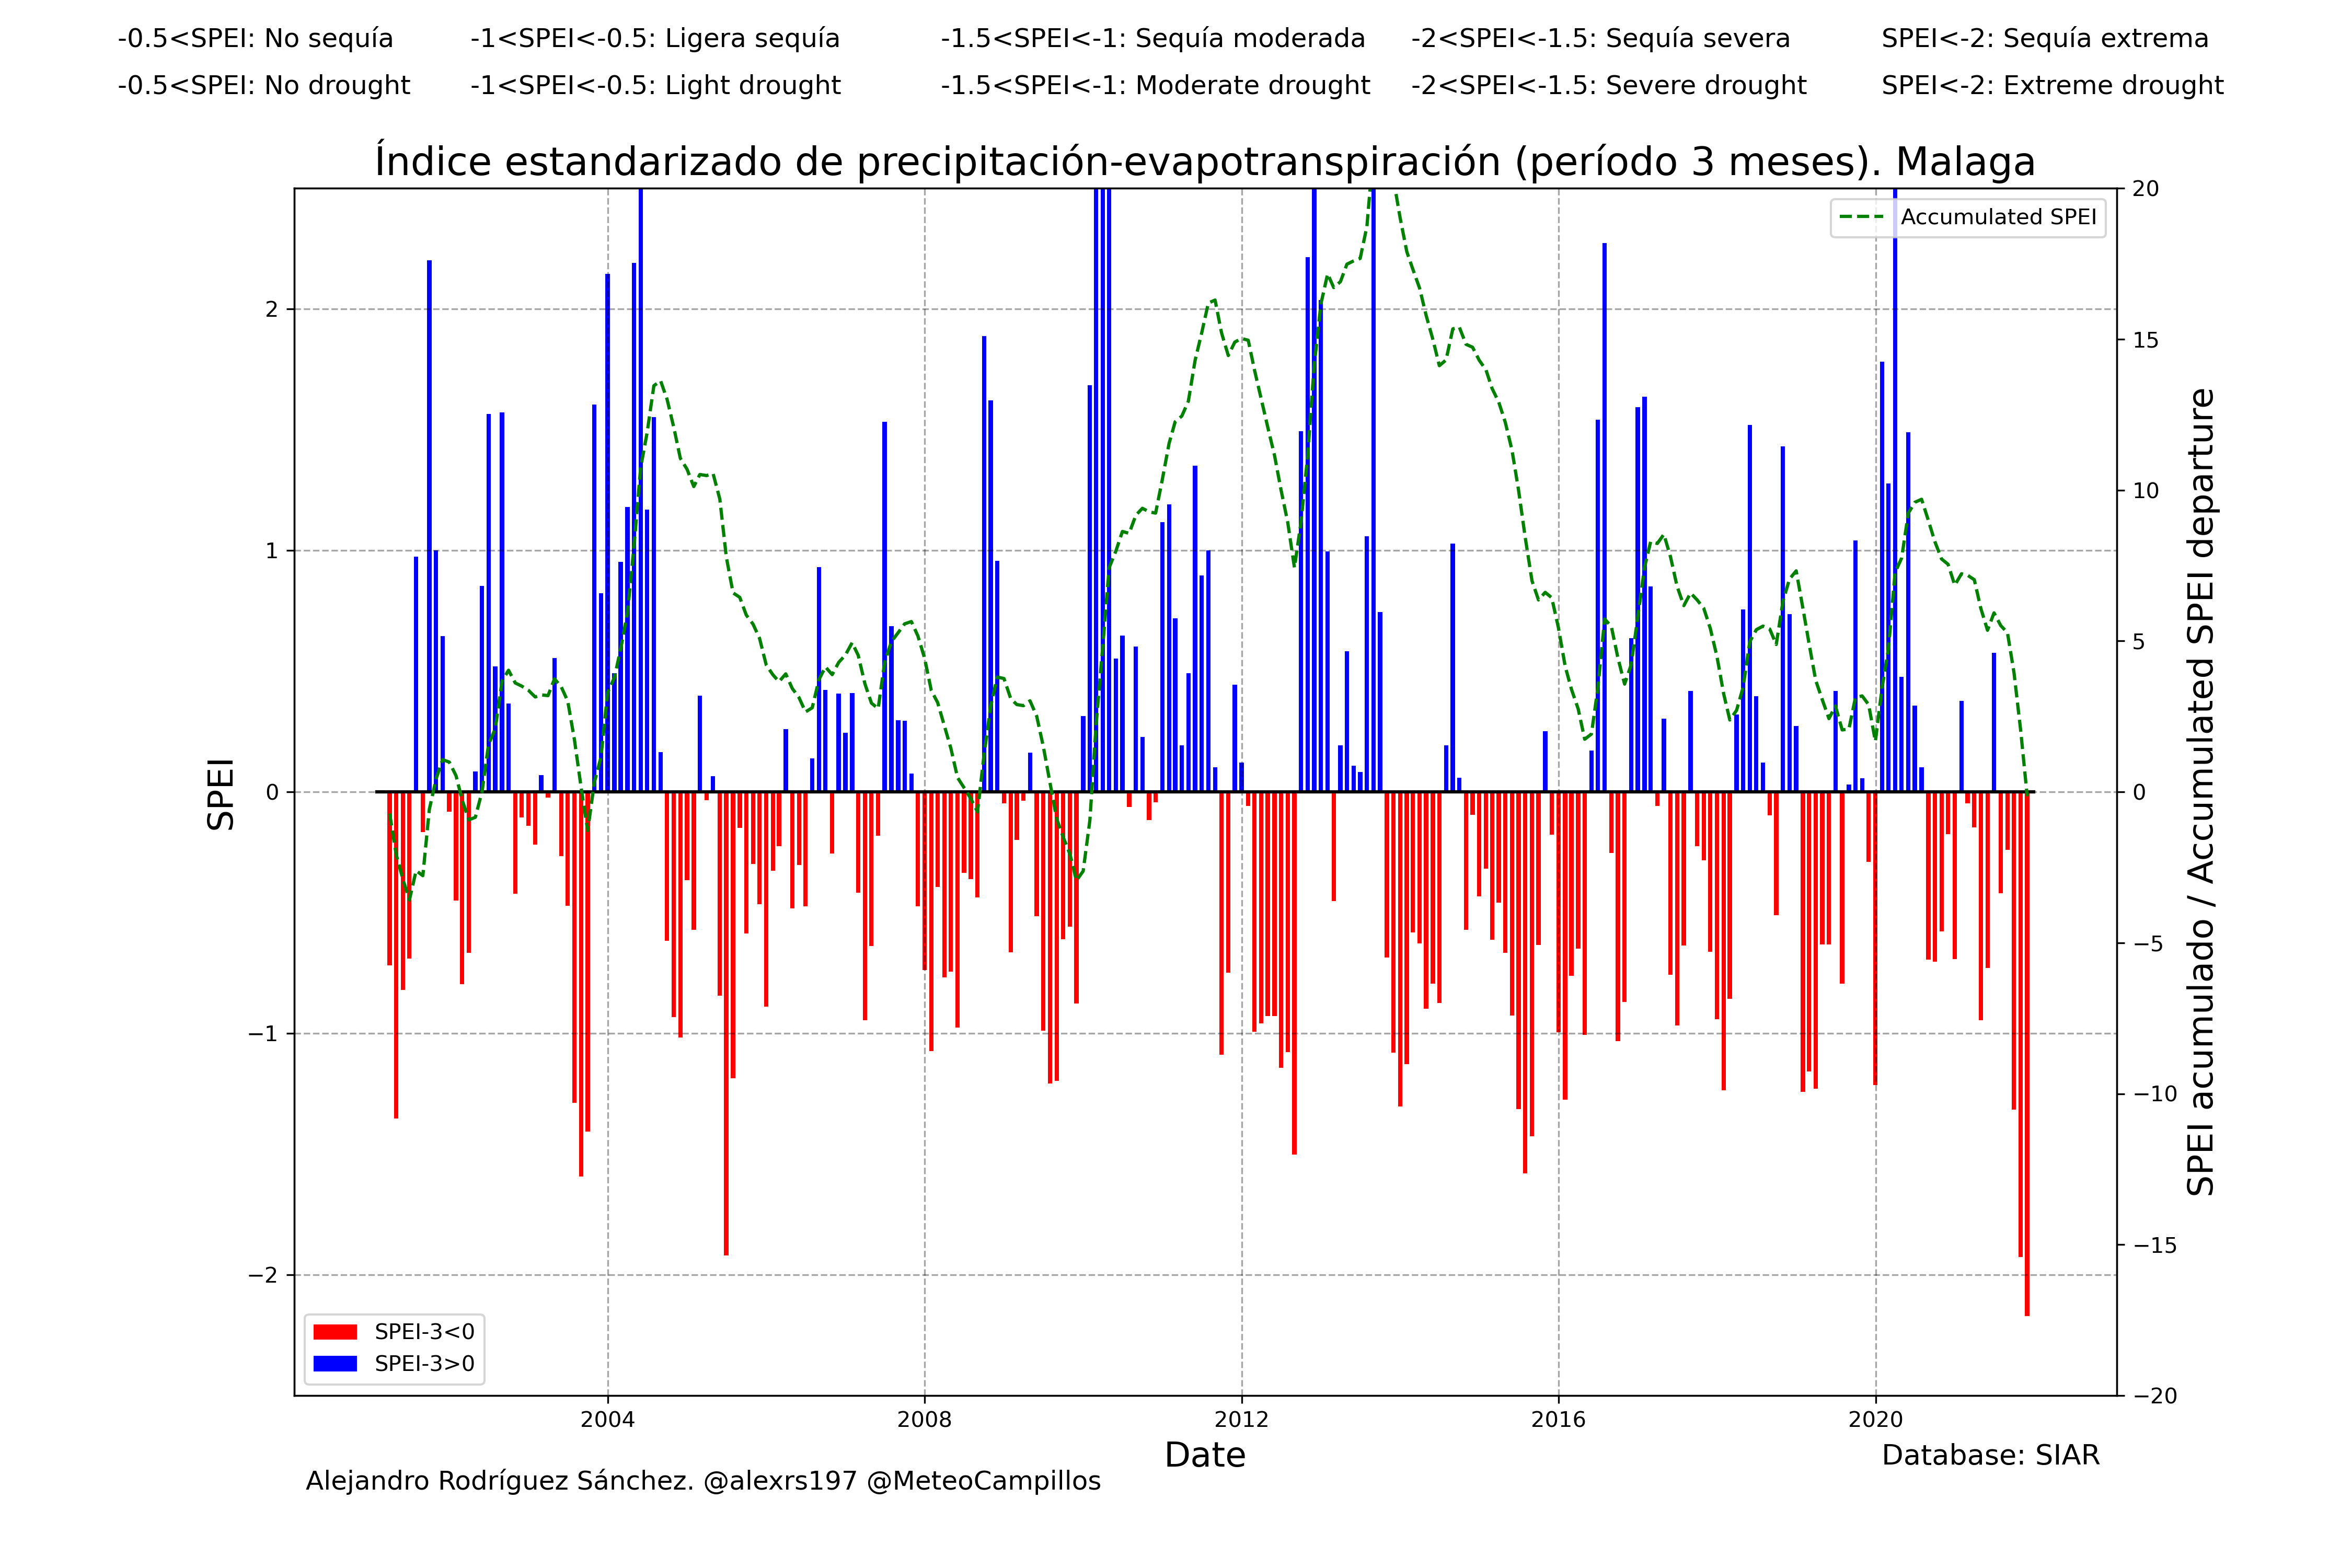 -0.5<SPEI: No sequía -1<SPEI<-0.5: Ligera sequía -1.5<SPEI<-1: Sequía moderada -2<SPEI<-1.5: Sequía severa SPEI<-2: Sequía extrema
-0.5<SPEI: No drought -1<SPEI<-0.5: Light drought -1.5<SPEI<-1: Moderate drought -2<SPEI<-1.5: Severe drought SPEI<-2: Extreme drought
Índice estandarizado de precipitación-evapotranspiración (período 3 meses). Malaga
Accumulated SPEI
SPEI
2
1
0
−1
−2
20
15
10
5
0
−5
−10
−15
−20
SPEI acumulado / Accumulated SPEI departure
SPEI-3<0
SPEI-3>0
2004 2008 2012 2016 2020
Date
Database: SIAR
Alejandro Rodríguez Sánchez. @alexrs197 @MeteoCampillos